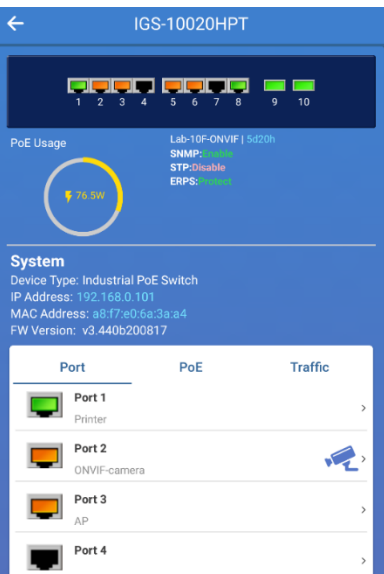 IGS-10020HPT
1 2 3 4 5 6 7 8 9 10
PoE Usage
76.5W
Lab-10F-ONVIF | 5d20h
SNMP:Enable
STP:Disable
ERPS:Protect
System
Device Type: Industrial PoE Switch
IP Address: 192.168.0.101
MAC Address: a8:f7:e0:6a:3a:a4
FW Version: v3.440b200817
Port PoE Traffic
Port 1
Printer
Port 2
ONVIF-camera
Port 3
AP
Port 4